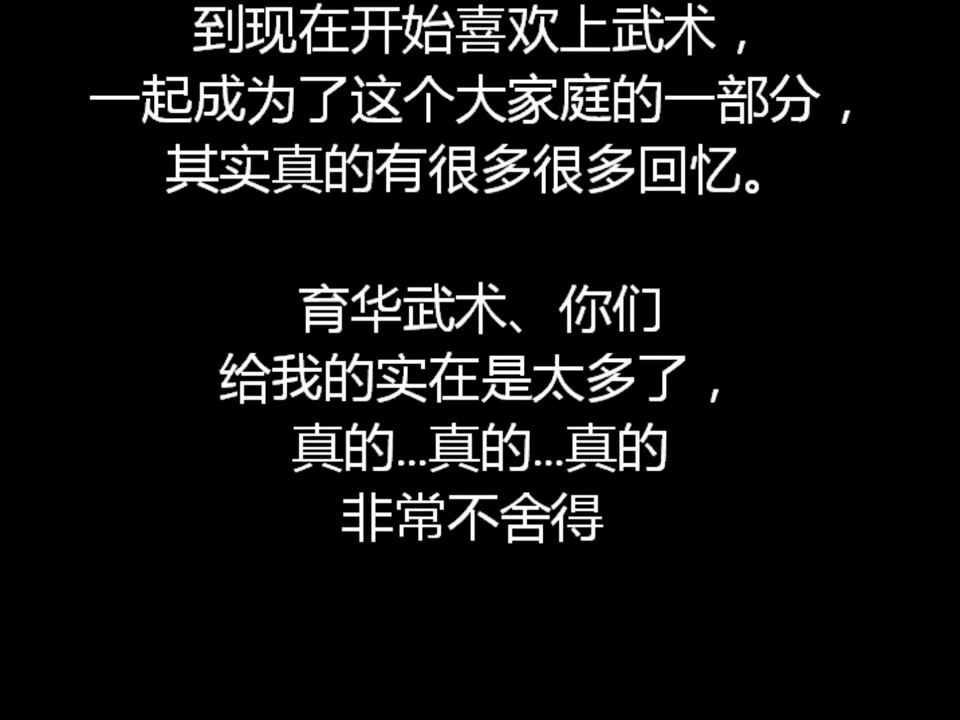 到现在开始喜欢上武术，
一起成为了这个大家庭的一部分，
其实真的有很多很多回忆。
育华武术、你们
给我的实在是太多了，
真的...真的...真的
非常不舍得